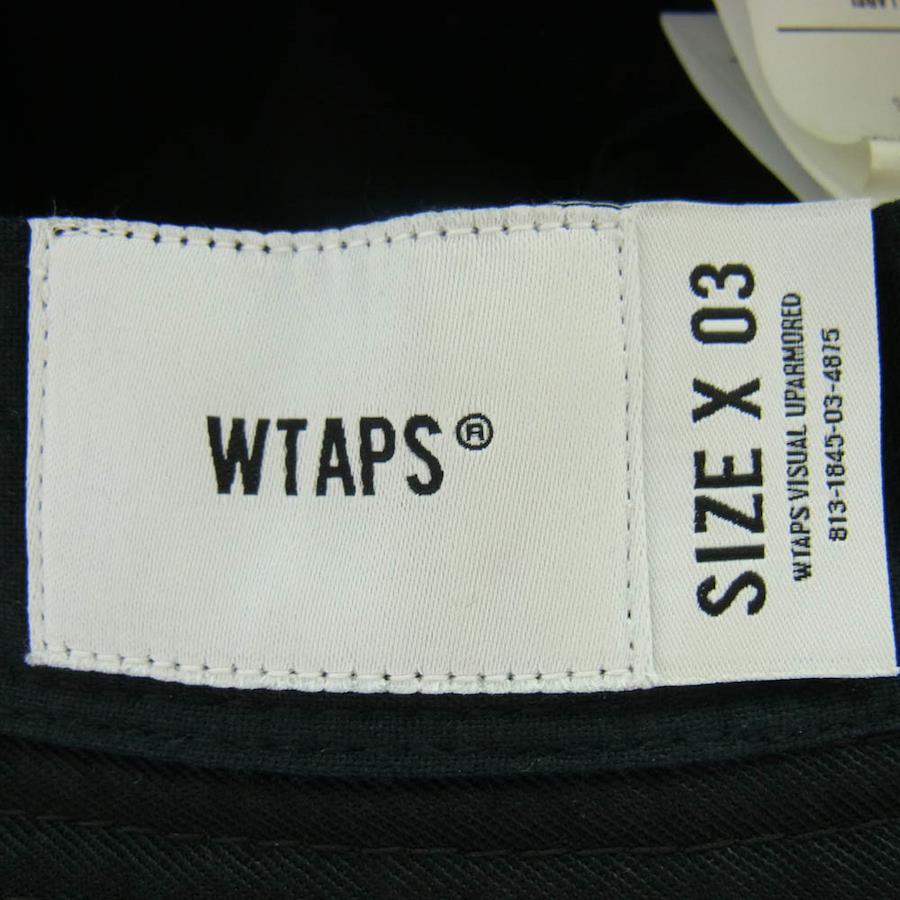 WTAPS®
SIZE X 03
WTAPS VISUAL UPARMORED
813-1845-03-4875